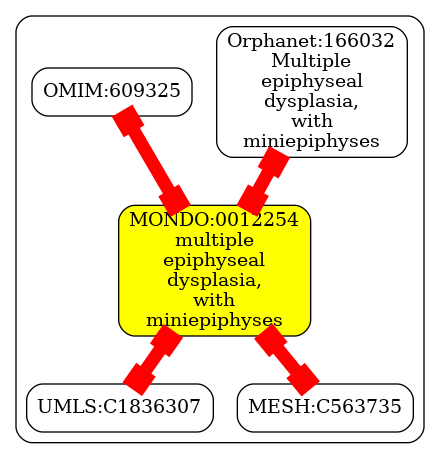 OMIM:609325
Orphanet:166032
Multiple
epiphyseal
dysplasia,
with
miniepiphyses
MONDO:0012254
multiple
epiphyseal
dysplasia,
with
miniepiphyses
UMLS:C1836307
MESH:C563735